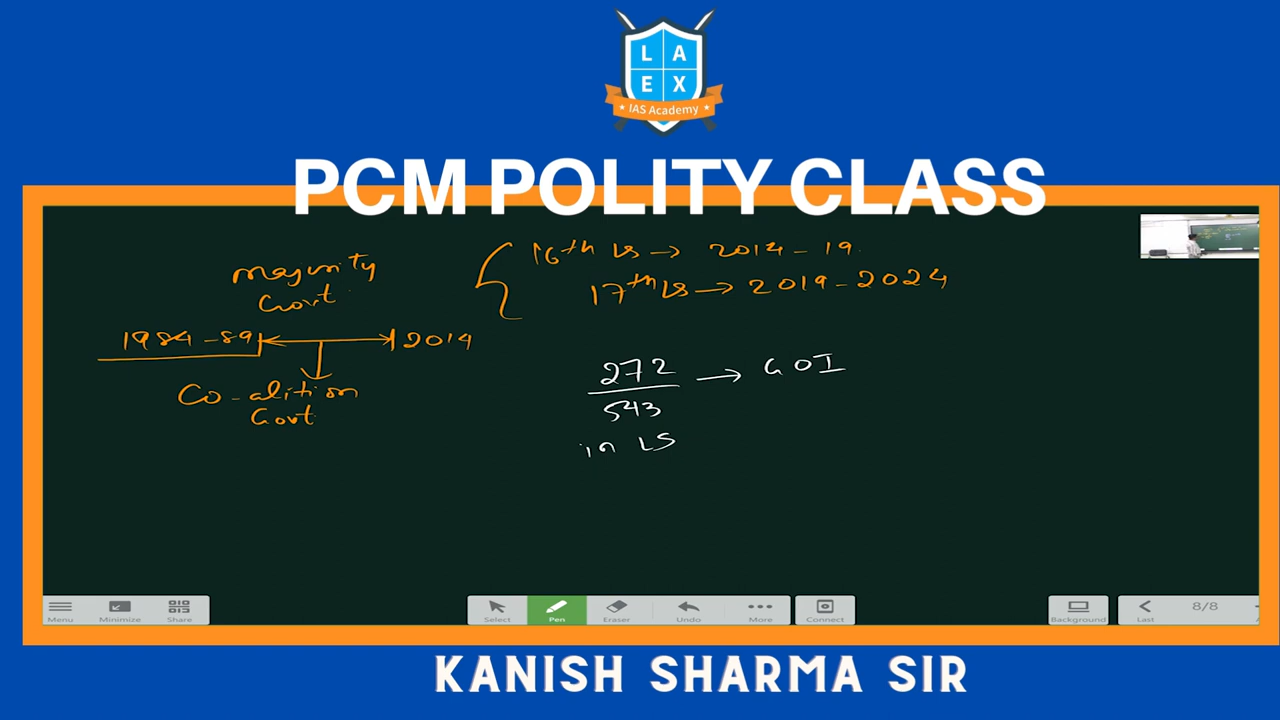 L A
E X
IAS Academy
PCM POLITY CLASS
16th LS → 2014 - 19.
Majority
Govt.
17th LS → 2019 - 2024
1984 - 89
2014
272
543
→ GOI
in LS
Co-alition
Govt.
Menu
Minimize
Share
Select
Pen
Eraser
Undo
More
Connect
Background
Last
8/8
KANISH SHARMA SIR